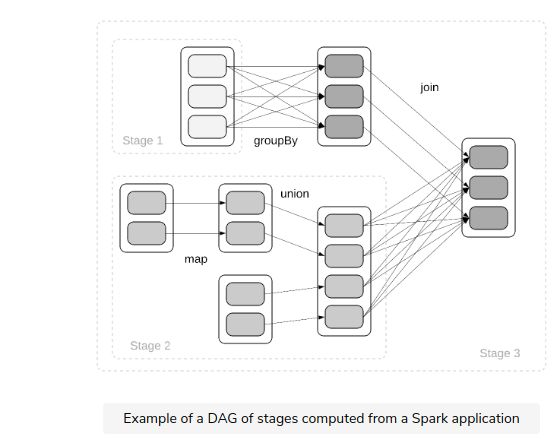 join
Stage 1
groupBy
union
map
Stage 2
Stage 3
Example of a DAG of stages computed from a Spark application